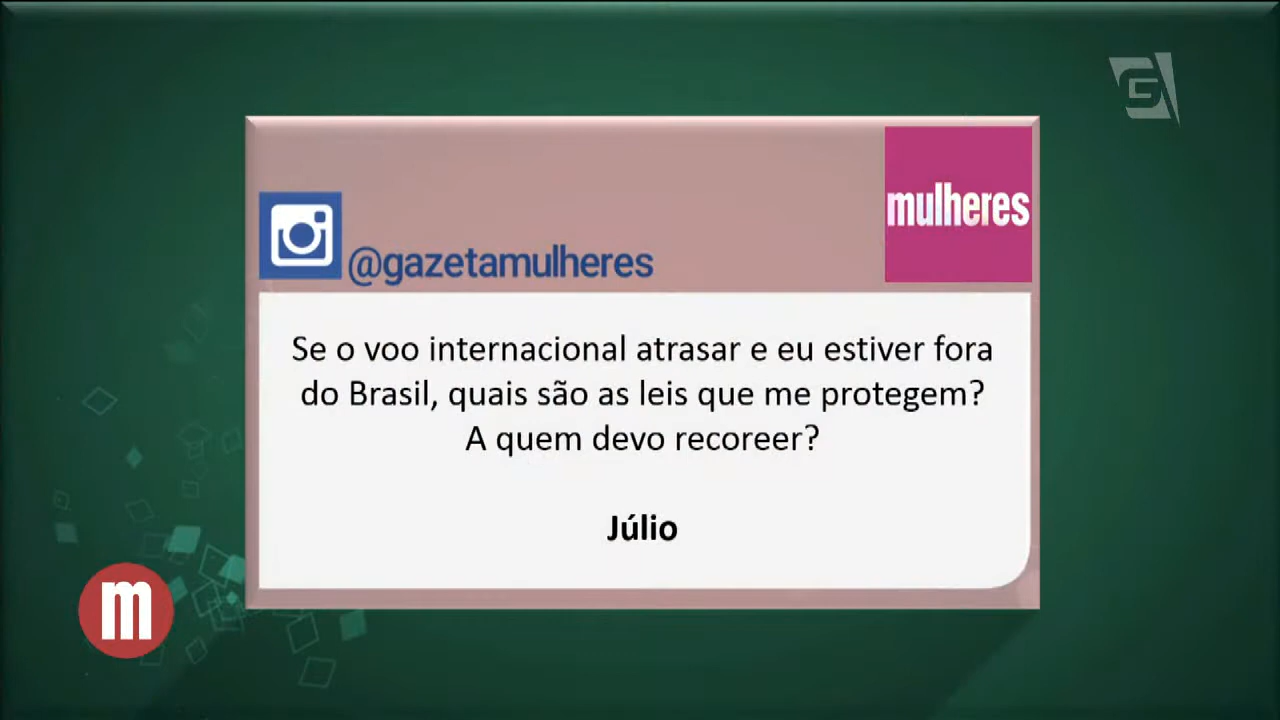 G
mulheres
@gazetamulheres
Se o voo internacional atrasar e eu estiver fora
do Brasil, quais são as leis que me protegem?
A quem devo recoreer?
Júlio
m